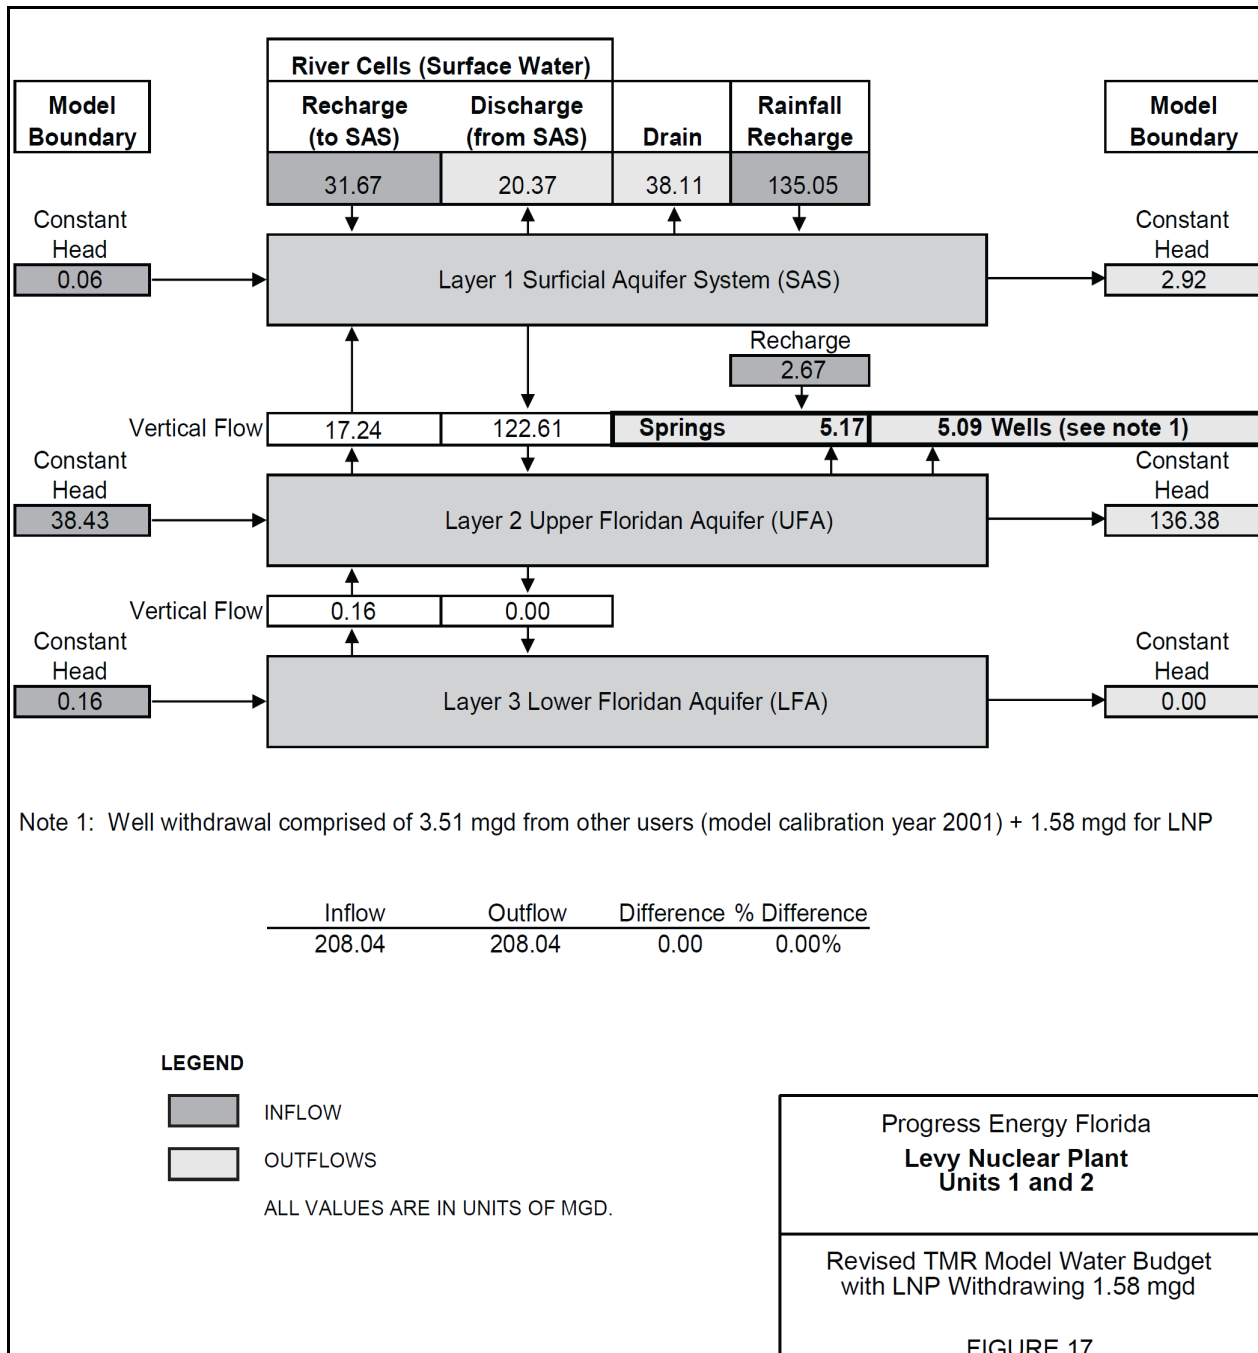 River Cells (Surface Water)
Model
Boundary
Recharge
(to SAS)
Discharge
(from SAS)
Drain
Rainfall
Recharge
Model
Boundary
31.67
20.37
38.11
135.05
Constant
Head
0.06
Layer 1 Surficial Aquifer System (SAS)
Constant
Head
2.92
Recharge
2.67
Vertical Flow
17.24
122.61
Springs 5.17
5.09 Wells (see note 1)
Constant
Head
38.43
Layer 2 Upper Floridan Aquifer (UFA)
Constant
Head
136.38
Vertical Flow
0.16
0.00
Constant
Head
0.16
Layer 3 Lower Floridan Aquifer (LFA)
Constant
Head
0.00
Note 1: Well withdrawal comprised of 3.51 mgd from other users (model calibration year 2001) + 1.58 mgd for LNP
Inflow Outflow Difference % Difference
208.04 208.04 0.00 0.00%
LEGEND
INFLOW
OUTFLOWS
ALL VALUES ARE IN UNITS OF MGD.
Progress Energy Florida
Levy Nuclear Plant
Units 1 and 2
Revised TMR Model Water Budget
with LNP Withdrawing 1.58 mgd
FIGURE 17